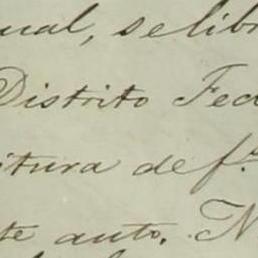 ual, se libr
Distrito Fed
itura de f.
te auto. N